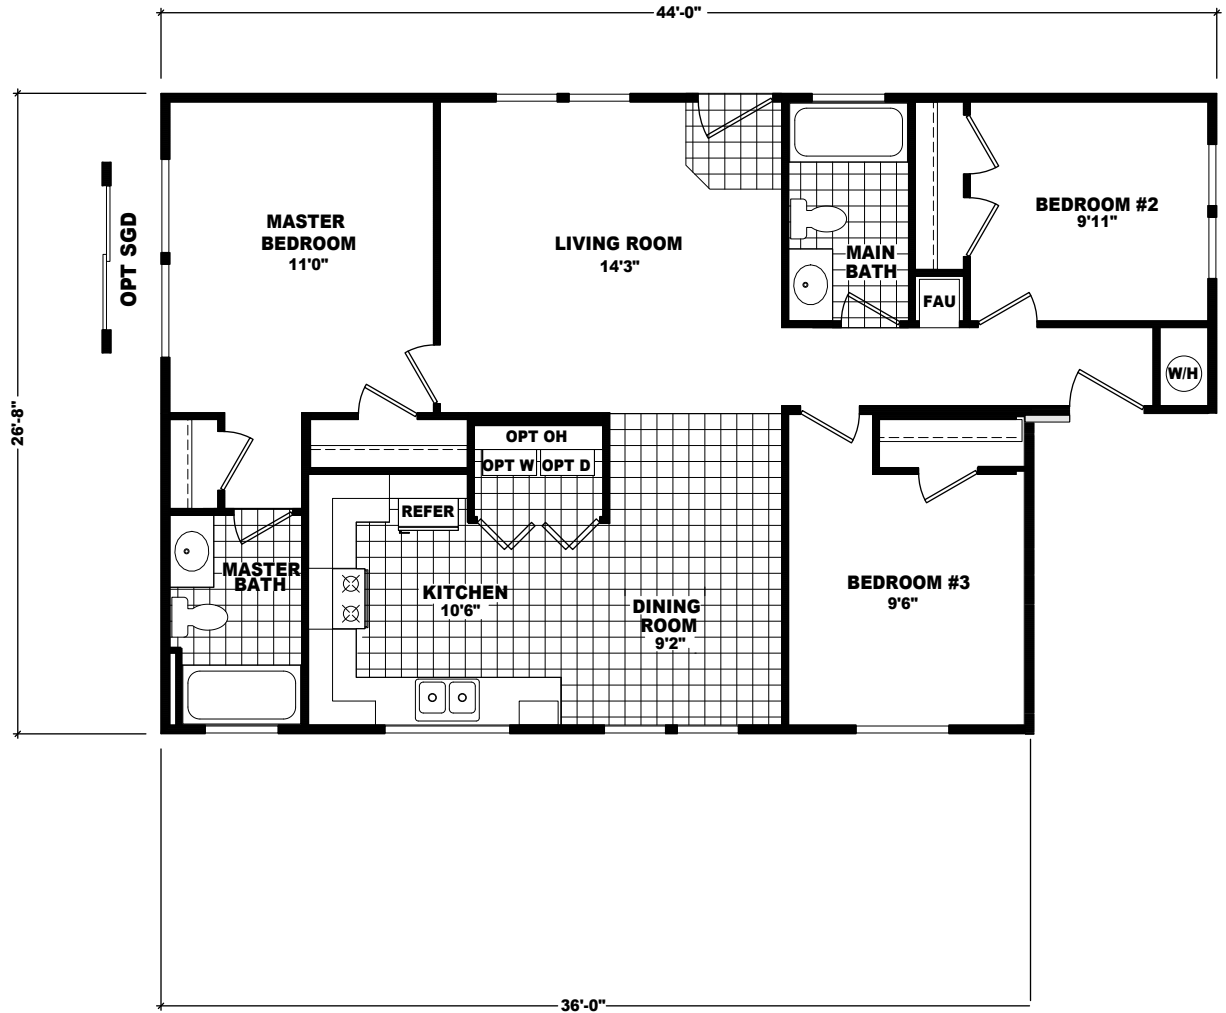 44'-0"
26'-8"
OPT SGD
MASTER
BEDROOM
11'0"
LIVING ROOM
14'3"
MAIN
BATH
FAU
BEDROOM #2
9'11"
W/H
OPT OH
OPT W
OPT D
REFER
MASTER
BATH
KITCHEN
10'6"
DINING
ROOM
9'2"
BEDROOM #3
9'6"
36'-0"